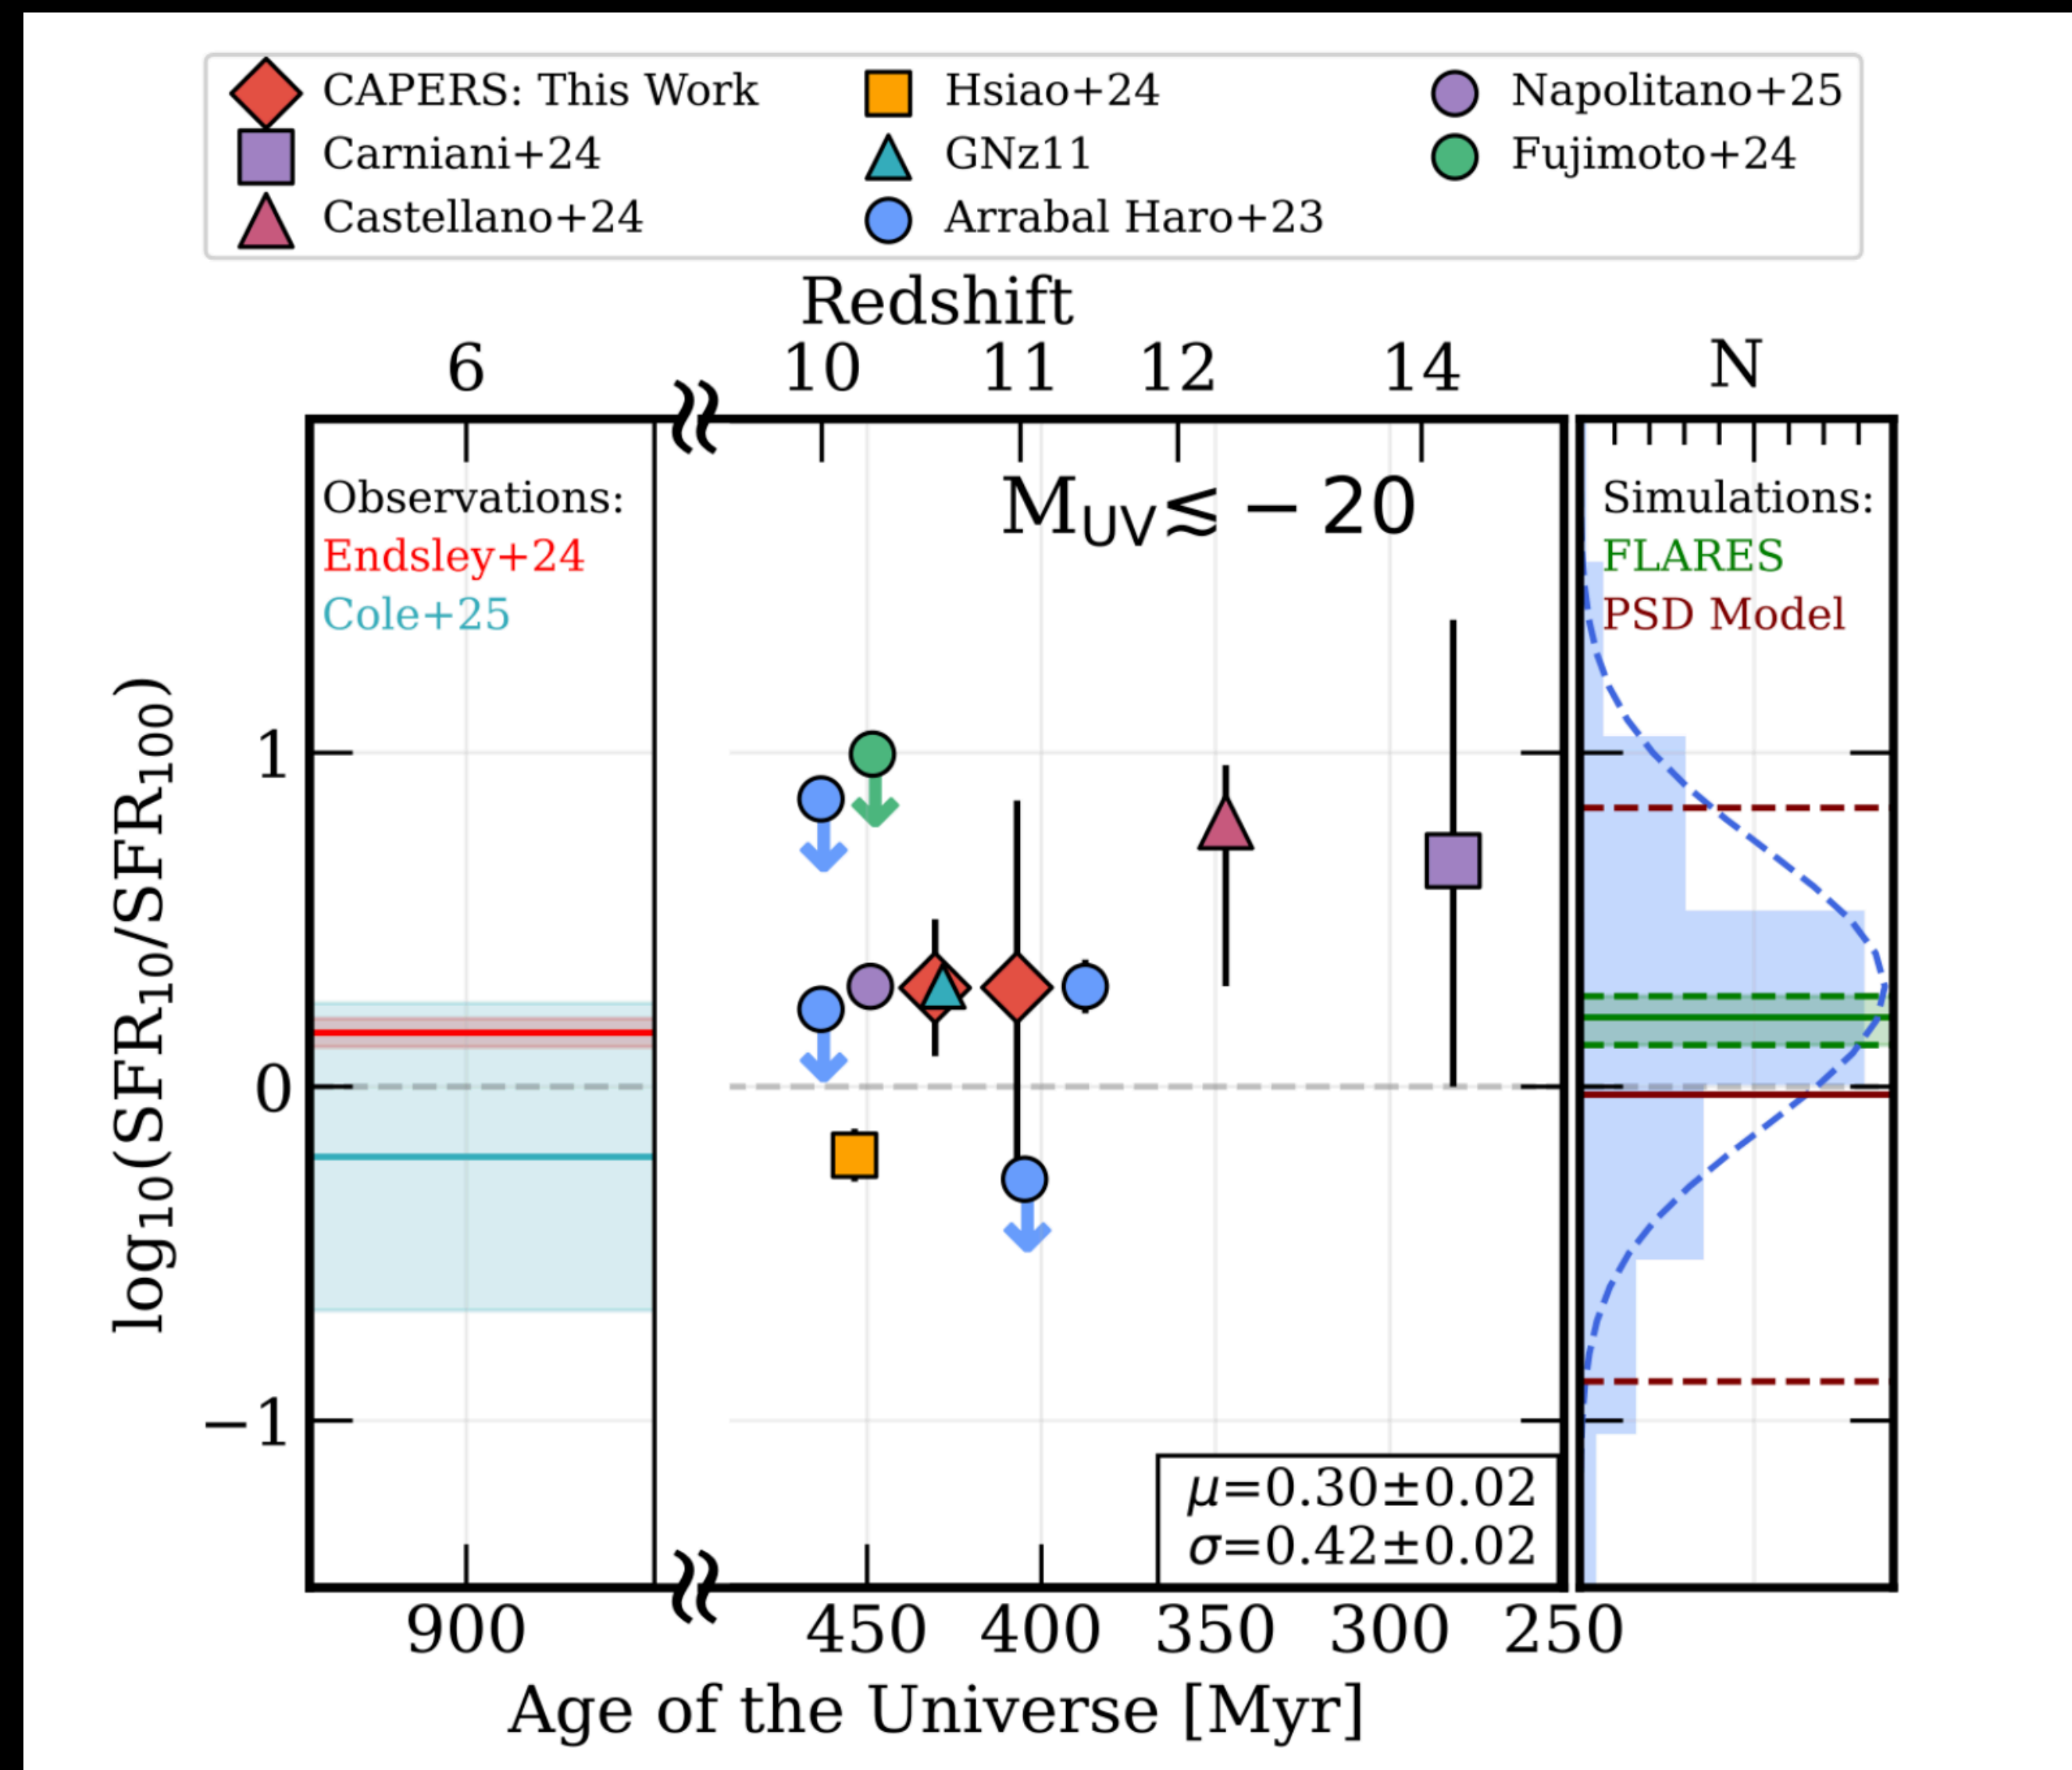 CAPERS: This Work
Carniani+24
Castellano+24
Hsiao+24
GNz11
Arrabal Haro+23
Napolitano+25
Fujimoto+24
Redshift
6 10 11 12 14 N
Observations:
Endsley+24
Cole+25
M_UV ≲ −20
Simulations:
FLARES
PSD Model
log₁₀(SFR₁₀/SFR₁₀₀)
1
0
−1
μ=0.30±0.02
σ=0.42±0.02
900 450 400 350 300 250
Age of the Universe [Myr]